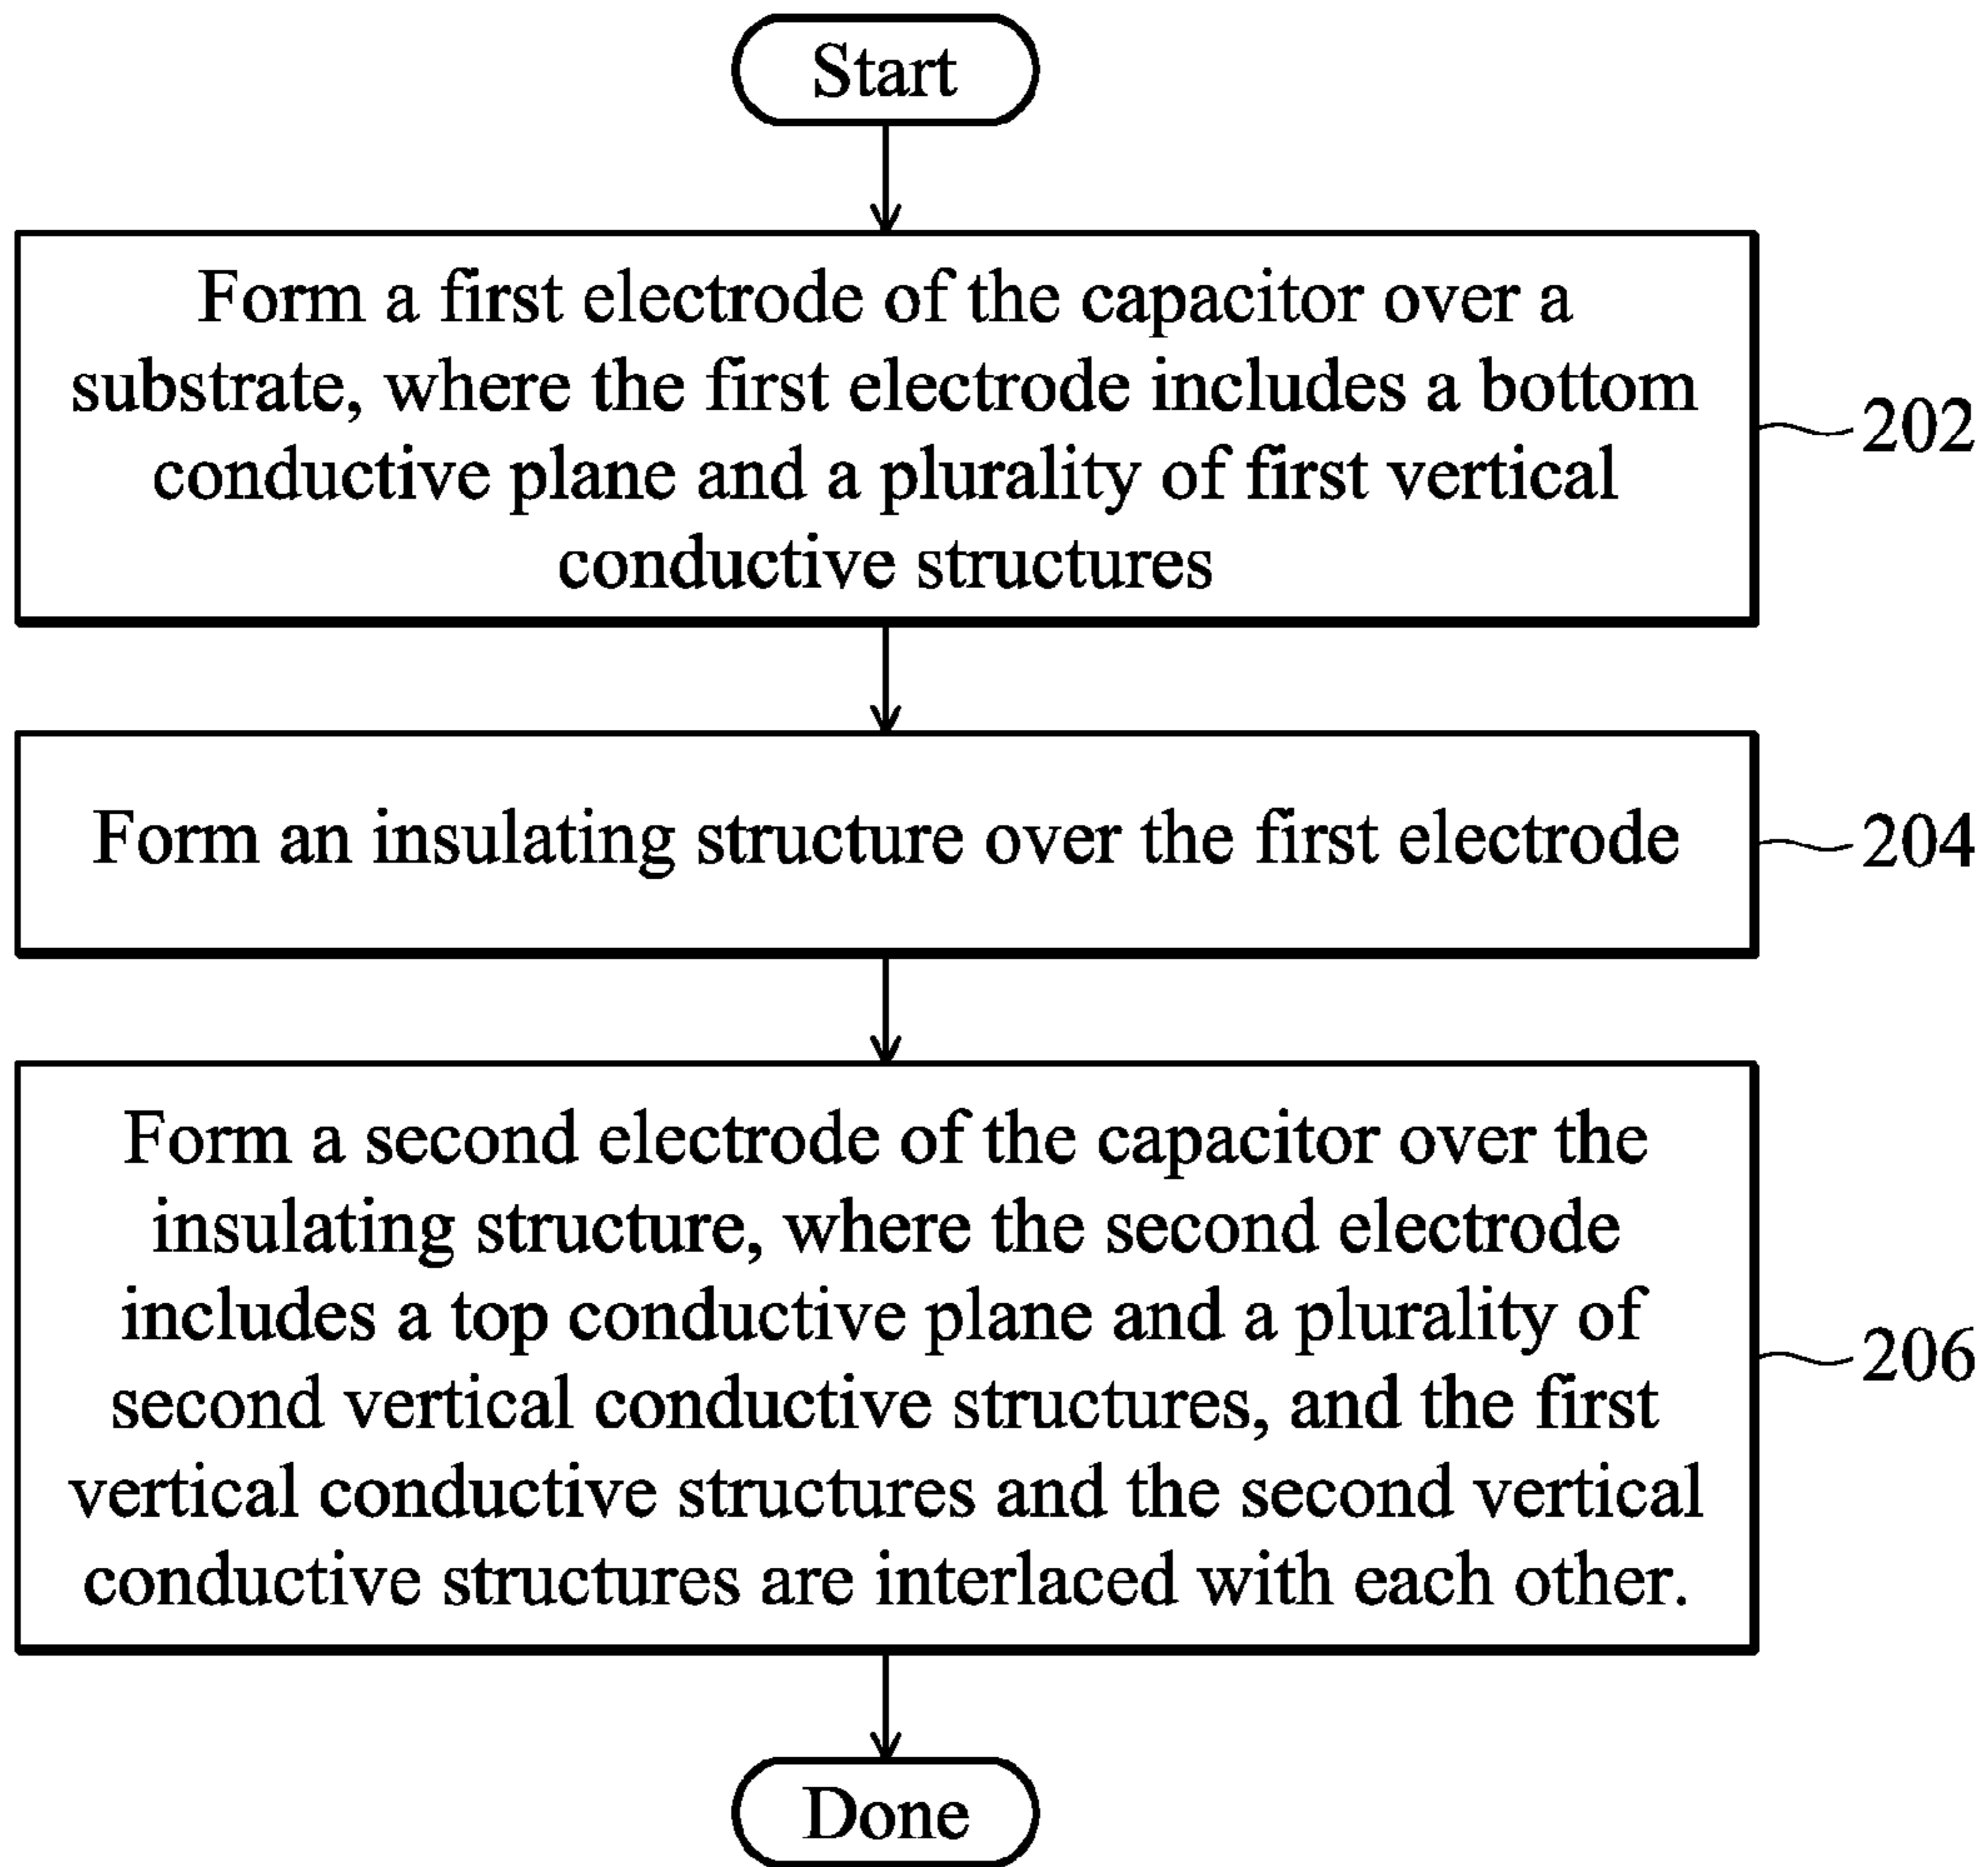 Start
Form a first electrode of the capacitor over a
substrate, where the first electrode includes a bottom
conductive plane and a plurality of first vertical
conductive structures
202
Form an insulating structure over the first electrode
204
Form a second electrode of the capacitor over the
insulating structure, where the second electrode
includes a top conductive plane and a plurality of
second vertical conductive structures, and the first
vertical conductive structures and the second vertical
conductive structures are interlaced with each other.
206
Done